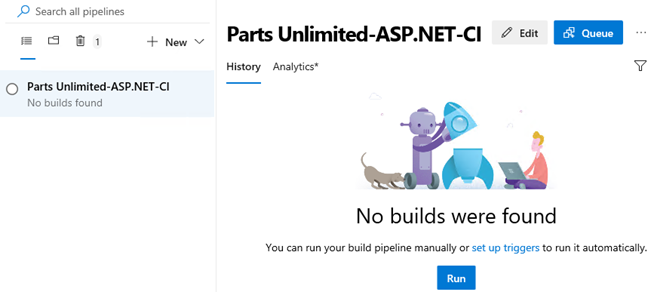 Search all pipelines
1
New
Parts Unlimited-ASP.NET-CI
No builds found
Parts Unlimited-ASP.NET-CI
Edit
Queue
...
History
Analytics*
No builds were found
You can run your build pipeline manually or set up triggers to run it automatically.
Run